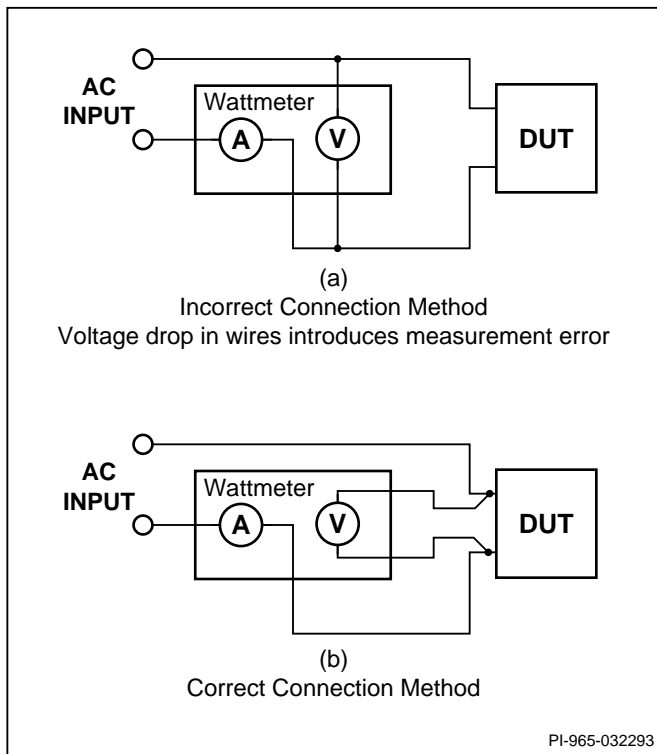 AC
INPUT
Wattmeter
A
V
DUT
(a)
Incorrect Connection Method
Voltage drop in wires introduces measurement error
AC
INPUT
Wattmeter
A
V
DUT
(b)
Correct Connection Method
PI-965-032293